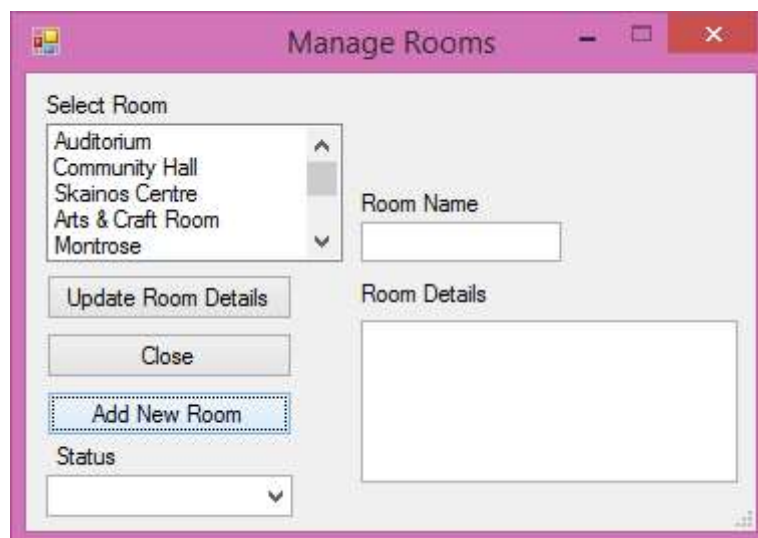 Manage Rooms
Select Room
Auditorium
Community Hall
Skainos Centre
Arts & Craft Room
Montrose
Update Room Details
Close
Add New Room
Status
Room Name
Room Details